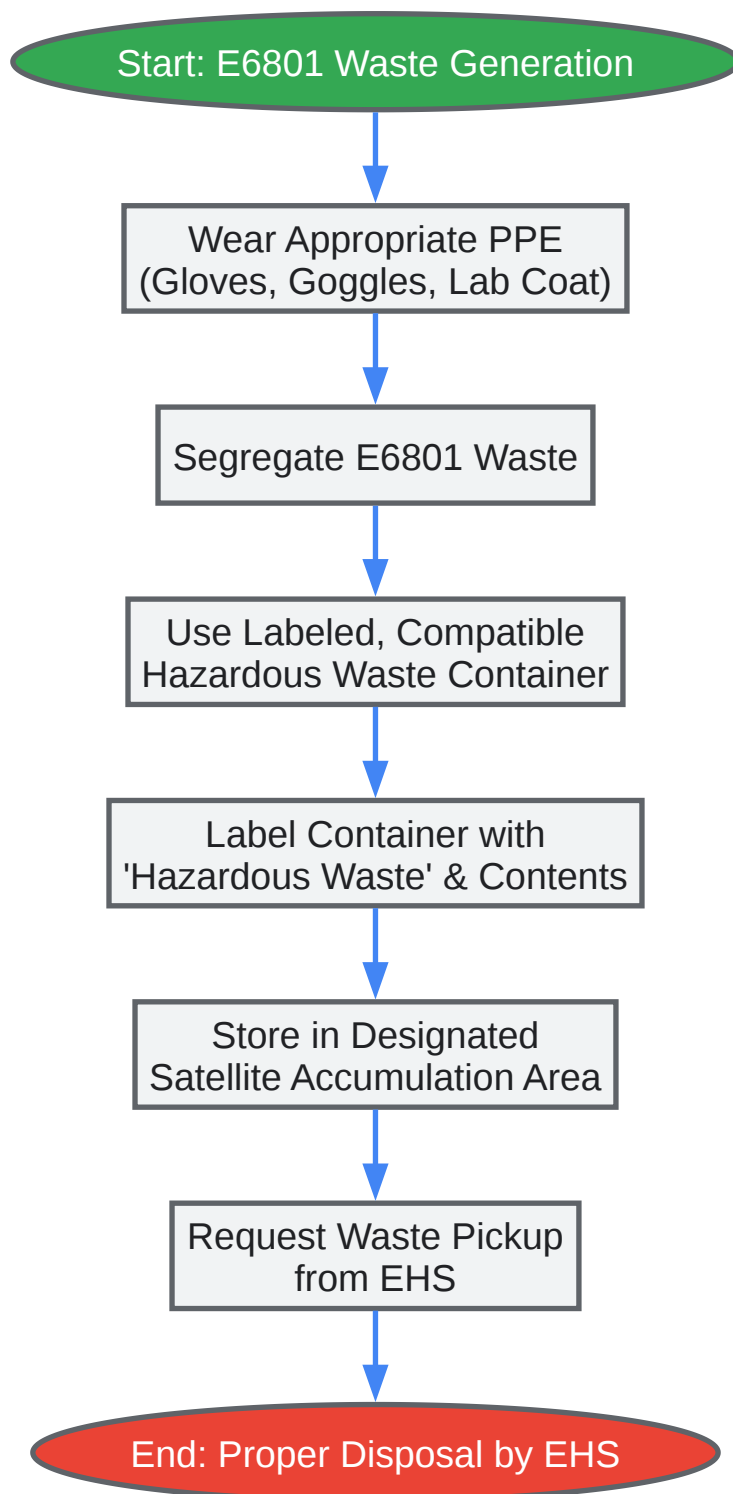 Start: E6801 Waste Generation
Wear Appropriate PPE
(Gloves, Goggles, Lab Coat)
Segregate E6801 Waste
Use Labeled, Compatible
Hazardous Waste Container
Label Container with
'Hazardous Waste' & Contents
Store in Designated
Satellite Accumulation Area
Request Waste Pickup
from EHS
End: Proper Disposal by EHS